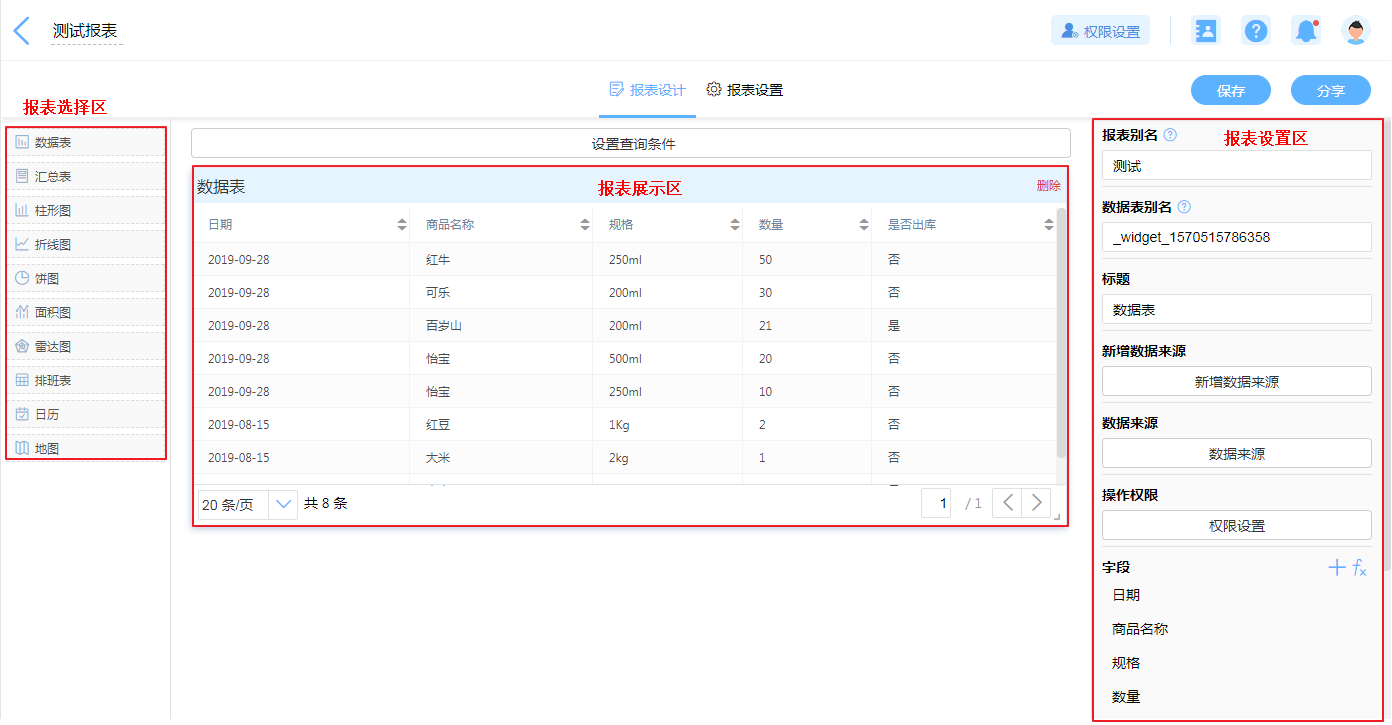 测试报表
权限设置
报表设计
报表设置
保存
分享
报表选择区
数据表
汇总表
柱形图
折线图
饼图
面积图
雷达图
排班表
日历
地图
设置查询条件
数据表
报表展示区
删除
日期 商品名称 规格 数量 是否出库
2019-09-28 红牛 250ml 50 否
2019-09-28 可乐 200ml 30 否
2019-09-28 百岁山 200ml 21 是
2019-09-28 怡宝 500ml 20 否
2019-09-28 怡宝 250ml 10 否
2019-08-15 红豆 1Kg 2 否
2019-08-15 大米 2kg 1 否
20 条/页 共 8 条 1 / 1
报表设置区
报表别名
测试
数据表别名
_widget_1570515786358
标题
数据表
新增数据来源
新增数据来源
数据来源
数据来源
操作权限
权限设置
字段 fx
日期
商品名称
规格
数量